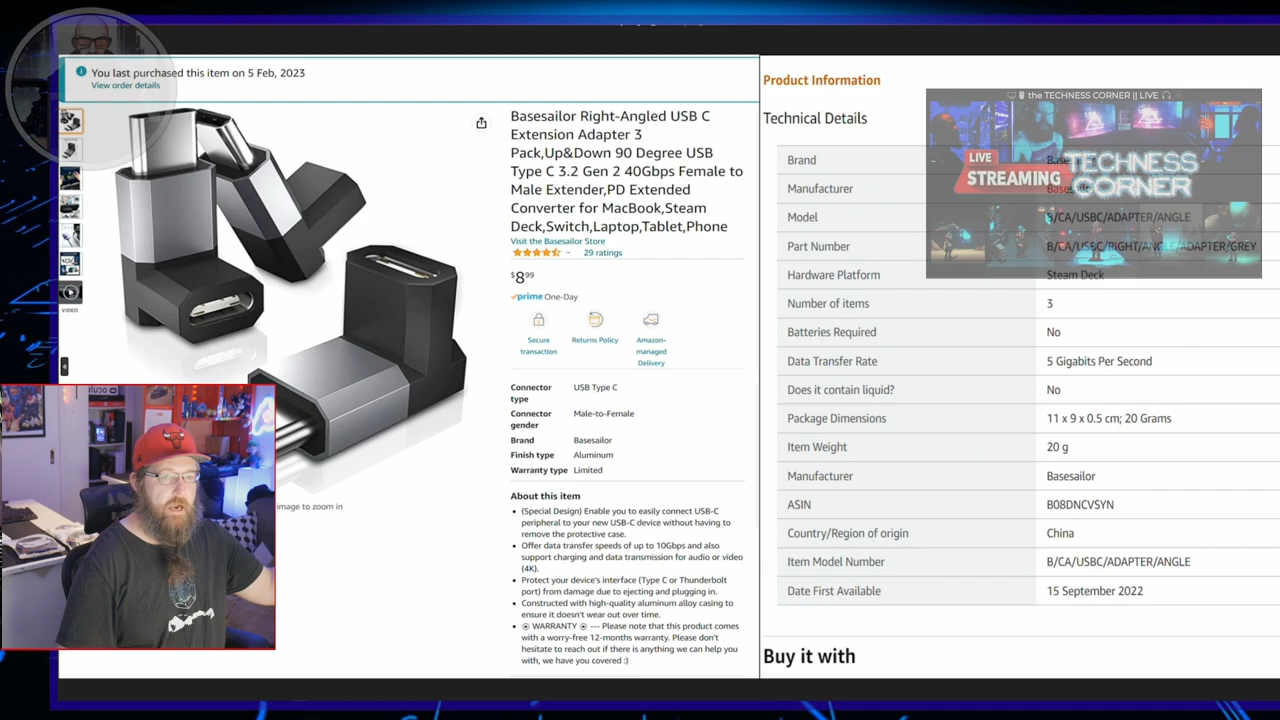 You last purchased this item on 5 Feb, 2023
View order details
VIDEO
image to zoom in
Basesailor Right-Angled USB C
Extension Adapter 3
Pack,Up&Down 90 Degree USB
Type C 3.2 Gen 2 40Gbps Female to
Male Extender,PD Extended
Converter for MacBook,Steam
Deck,Switch,Laptop,Tablet,Phone
Visit the Basesailor Store
29 ratings
$8.99
prime One-Day
Secure transaction
Returns Policy
Amazon-managed Delivery
Connector type USB Type C
Connector gender Male-to-Female
Brand Basesailor
Finish type Aluminum
Warranty type Limited
About this item
• (Special Design) Enable you to easily connect USB-C
peripheral to your new USB-C device without having to
remove the protective case.
• Offer data transfer speeds of up to 10Gbps and also
support charging and data transmission for audio or video
(4K).
• Protect your device's interface (Type C or Thunderbolt
port) from damage due to ejecting and plugging in.
• Constructed with high-quality aluminum alloy casing to
ensure it doesn't wear out over time.
• ⦿ WARRANTY ⦿ --- Please note that this product comes
with a worry-free 12-months warranty. Please don't
hesitate to reach out if there is anything we can help you
with, we have you covered :)
Product Information
Technical Details
the TECHNESS CORNER || LIVE
LIVE
STREAMING
TECHNESS
CORNER
Brand
Manufacturer
Model B/CA/USBC/ADAPTER/ANGLE
Part Number B/CA/USBC/RIGHT/ANGLE/ADAPTER/GREY
Hardware Platform Steam Deck
Number of items 3
Batteries Required No
Data Transfer Rate 5 Gigabits Per Second
Does it contain liquid? No
Package Dimensions 11 x 9 x 0.5 cm; 20 Grams
Item Weight 20 g
Manufacturer Basesailor
ASIN B08DNCVSYN
Country/Region of origin China
Item Model Number B/CA/USBC/ADAPTER/ANGLE
Date First Available 15 September 2022
Buy it with